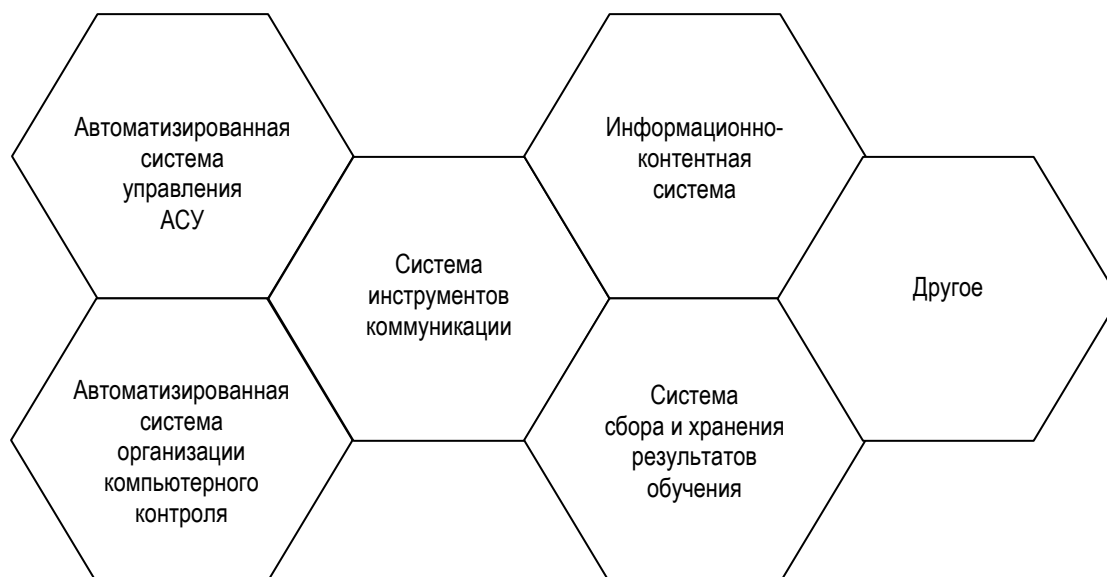 Автоматизированная
система
управления
АСУ
Информационно-
контентная
система
Система
инструментов
коммуникации
Другое
Автоматизированная
система
организации
компьютерного
контроля
Система
сбора и хранения
результатов
обучения